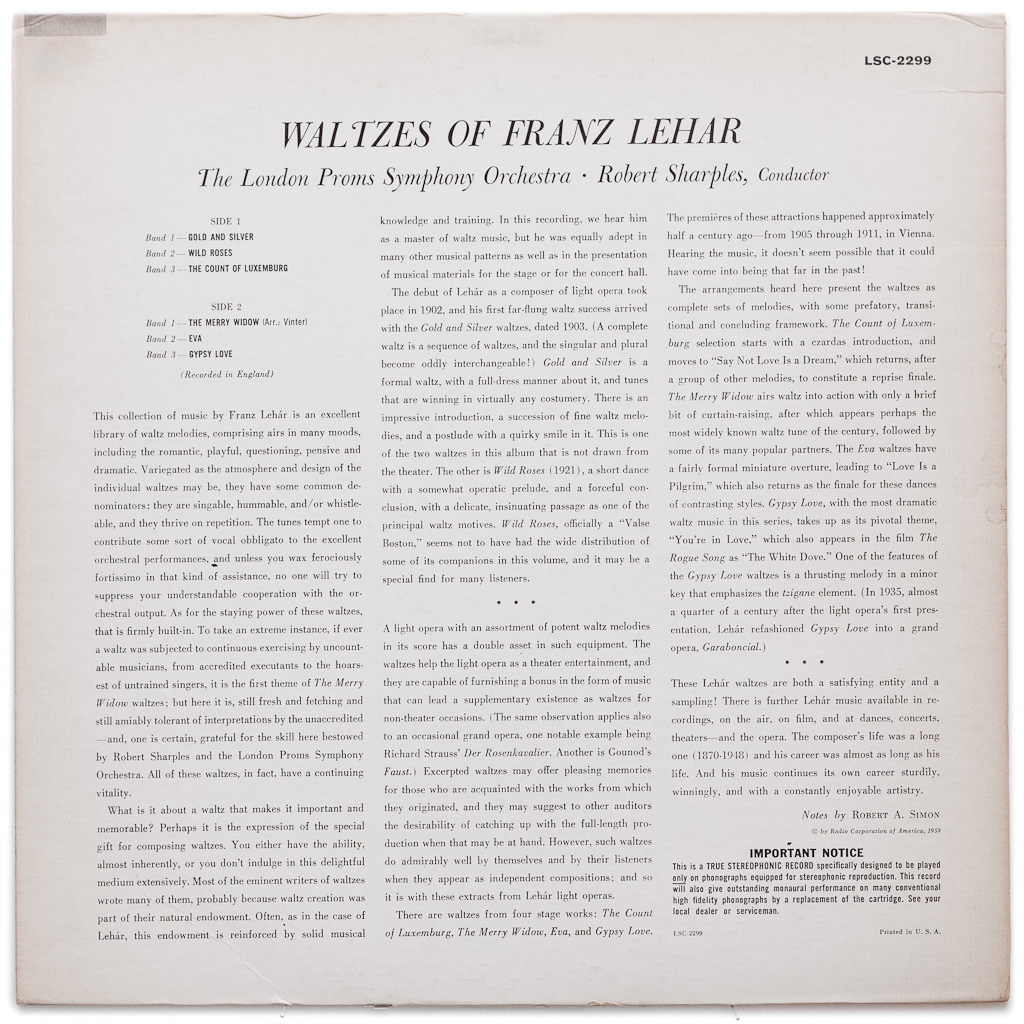 LSC-2299
WALTZES OF FRANZ LEHAR
The London Proms Symphony Orchestra · Robert Sharples, Conductor
SIDE 1
Band 1—GOLD AND SILVER
Band 2—WILD ROSES
Band 3—THE COUNT OF LUXEMBURG
SIDE 2
Band 1—THE MERRY WIDOW (Arr.: Vinter)
Band 2—EVA
Band 3—GYPSY LOVE
(Recorded in England)
This collection of music by Franz Lehár is an excellent
library of waltz melodies, comprising airs in many moods,
including the romantic, playful, questioning, pensive and
dramatic. Variegated as the atmosphere and design of the
individual waltzes may be, they have some common de-
nominators: they are singable, hummable, and/or whistle-
able, and they thrive on repetition. The tunes tempt one to
contribute some sort of vocal obbligato to the excellent
orchestral performances, and unless you wax ferociously
fortissimo in that kind of assistance, no one will try to
suppress your understandable cooperation with the or-
chestral output. As for the staying power of these waltzes,
that is firmly built-in. To take an extreme instance, if ever
a waltz was subjected to continuous exercising by uncount-
able musicians, from accredited executants to the hoars-
est of untrained singers, it is the first theme of The Merry
Widow waltzes; but here it is, still fresh and fetching and
still amiably tolerant of interpretations by the unaccredited
—and, one is certain, grateful for the skill here bestowed
by Robert Sharples and the London Proms Symphony
Orchestra. All of these waltzes, in fact, have a continuing
vitality.
What is it about a waltz that makes it important and
memorable? Perhaps it is the expression of the special
gift for composing waltzes. You either have the ability,
almost inherently, or you don't indulge in this delightful
medium extensively. Most of the eminent writers of waltzes
wrote many of them, probably because waltz creation was
part of their natural endowment. Often, as in the case of
Lehár, this endowment is reinforced by solid musical
knowledge and training. In this recording, we hear him
as a master of waltz music, but he was equally adept in
many other musical patterns as well as in the presentation
of musical materials for the stage or for the concert hall.
The debut of Lehár as a composer of light opera took
place in 1902, and his first far-flung waltz success arrived
with the Gold and Silver waltzes, dated 1903. (A complete
waltz is a sequence of waltzes, and the singular and plural
become oddly interchangeable!) Gold and Silver is a
formal waltz, with a full-dress manner about it, and tunes
that are winning in virtually any costumery. There is an
impressive introduction, a succession of fine waltz melo-
dies, and a postlude with a quirky smile in it. This is one
of the two waltzes in this album that is not drawn from
the theater. The other is Wild Roses (1921), a short dance
with a somewhat operatic prelude, and a forceful con-
clusion, with a delicate, insinuating passage as one of the
principal waltz motives. Wild Roses, officially a "Valse
Boston," seems not to have had the wide distribution of
some of its companions in this volume, and it may be a
special find for many listeners.
* * *
A light opera with an assortment of potent waltz melodies
in its score has a double asset in such equipment. The
waltzes help the light opera as a theater entertainment, and
they are capable of furnishing a bonus in the form of music
that can lead a supplementary existence as waltzes for
non-theater occasions. (The same observation applies also
to an occasional grand opera, one notable example being
Richard Strauss' Der Rosenkavalier. Another is Gounod's
Faust.) Excerpted waltzes may offer pleasing memories
for those who are acquainted with the works from which
they originated, and they may suggest to other auditors
the desirability of catching up with the full-length pro-
duction when that may be at hand. However, such waltzes
do admirably well by themselves and by their listeners
when they appear as independent compositions; and so
it is with these extracts from Lehár light operas.
There are waltzes from four stage works: The Count
of Luxemburg, The Merry Widow, Eva, and Gypsy Love.
The premières of these attractions happened approximately
half a century ago—from 1905 through 1911, in Vienna.
Hearing the music, it doesn't seem possible that it could
have come into being that far in the past!
The arrangements heard here present the waltzes as
complete sets of melodies, with some prefatory, transi-
tional and concluding framework. The Count of Luxem-
burg selection starts with a czardas introduction, and
moves to "Say Not Love Is a Dream," which returns, after
a group of other melodies, to constitute a reprise finale.
The Merry Widow airs waltz into action with only a brief
bit of curtain-raising, after which appears perhaps the
most widely known waltz tune of the century, followed by
some of its many popular partners. The Eva waltzes have
a fairly formal miniature overture, leading to "Love Is a
Pilgrim," which also returns as the finale for these dances
of contrasting styles. Gypsy Love, with the most dramatic
waltz music in this series, takes up as its pivotal theme,
"You're in Love," which also appears in the film The
Rogue Song as "The White Dove." One of the features of
the Gypsy Love waltzes is a thrusting melody in a minor
key that emphasizes the tzigane element. (In 1935, almost
a quarter of a century after the light opera's first pres-
entation, Lehár refashioned Gypsy Love into a grand
opera, Garaboncial.)
* * *
These Lehár waltzes are both a satisfying entity and a
sampling! There is further Lehár music available in re-
cordings, on the air, on film, and at dances, concerts,
theaters—and the opera. The composer's life was a long
one (1870-1948) and his career was almost as long as his
life. And his music continues its own career sturdily,
winningly, and with a constantly enjoyable artistry.
Notes by ROBERT A. SIMON
© by Radio Corporation of America, 1959
IMPORTANT NOTICE
This is a TRUE STEREOPHONIC RECORD specifically designed to be played
only on phonographs equipped for stereophonic reproduction. This record
will also give outstanding monaural performance on many conventional
high fidelity phonographs by a replacement of the cartridge. See your
local dealer or serviceman.
LSC-2299
Printed in U. S. A.